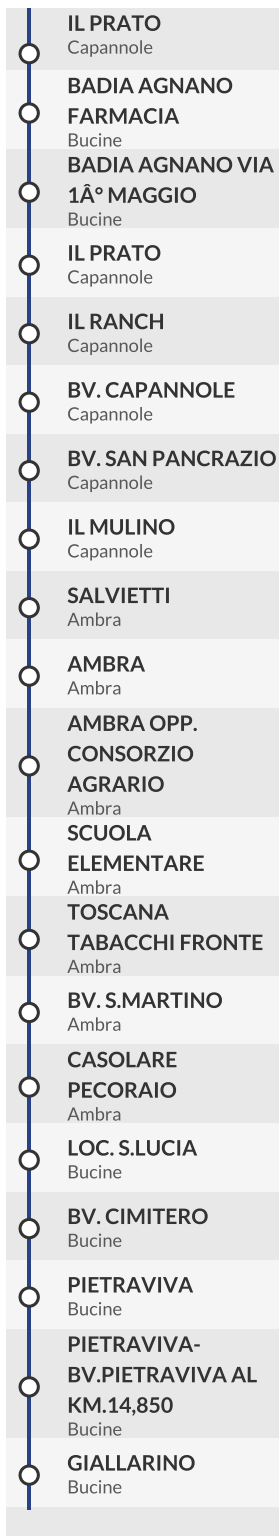 IL PRATO
Capannole
BADIA AGNANO
FARMACIA
Bucine
BADIA AGNANO VIA
1Â° MAGGIO
Bucine
IL PRATO
Capannole
IL RANCH
Capannole
BV. CAPANNOLE
Capannole
BV. SAN PANCRAZIO
Capannole
IL MULINO
Capannole
SALVIETTI
Ambra
AMBRA
Ambra
AMBRA OPP.
CONSORZIO
AGRARIO
Ambra
SCUOLA
ELEMENTARE
Ambra
TOSCANA
TABACCHI FRONTE
Ambra
BV. S.MARTINO
Ambra
CASOLARE
PECORAIO
Ambra
LOC. S.LUCIA
Bucine
BV. CIMITERO
Bucine
PIETRAVIVA
Bucine
PIETRAVIVA-
BV.PIETRAVIVA AL
KM.14,850
Bucine
GIALLARINO
Bucine